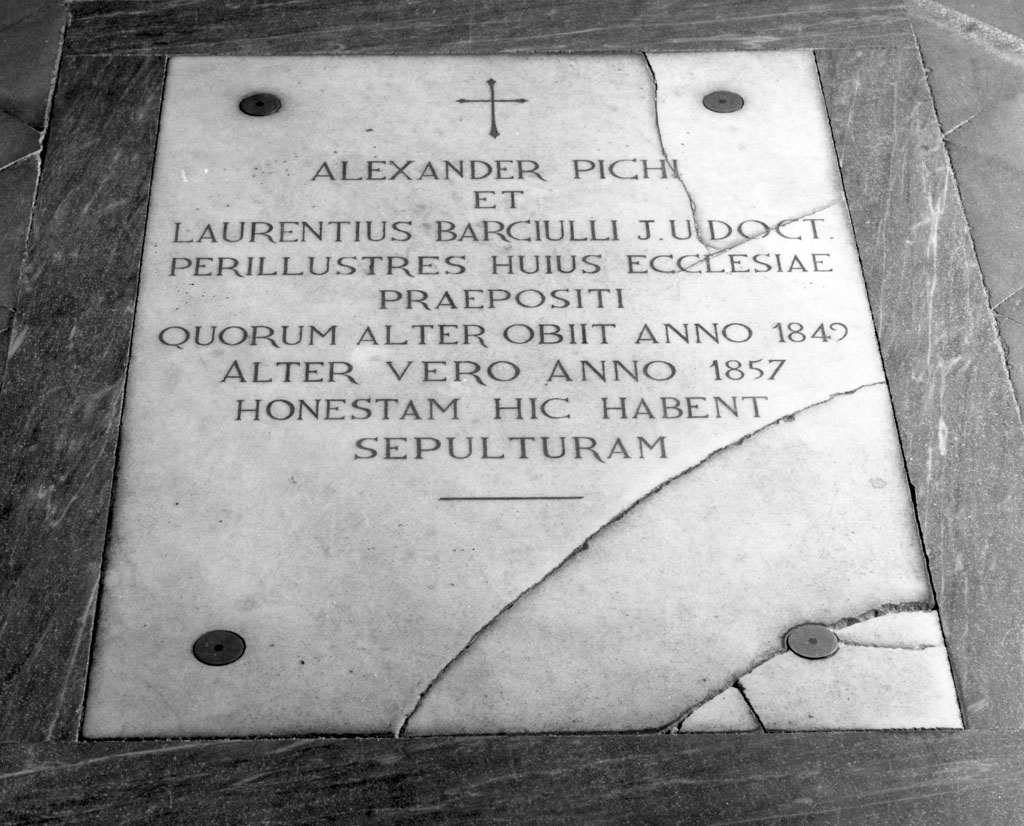 ALEXANDER PICHI
ET
LAURENTIUS BARCIULLI J.U.DOCT.
PERILLUSTRES HUIUS ECCLESIAE
PRAEPOSITI
QUORUM ALTER OBIIT ANNO 1849
ALTER VERO ANNO 1857
HONESTAM HIC HABENT
SEPULTURAM